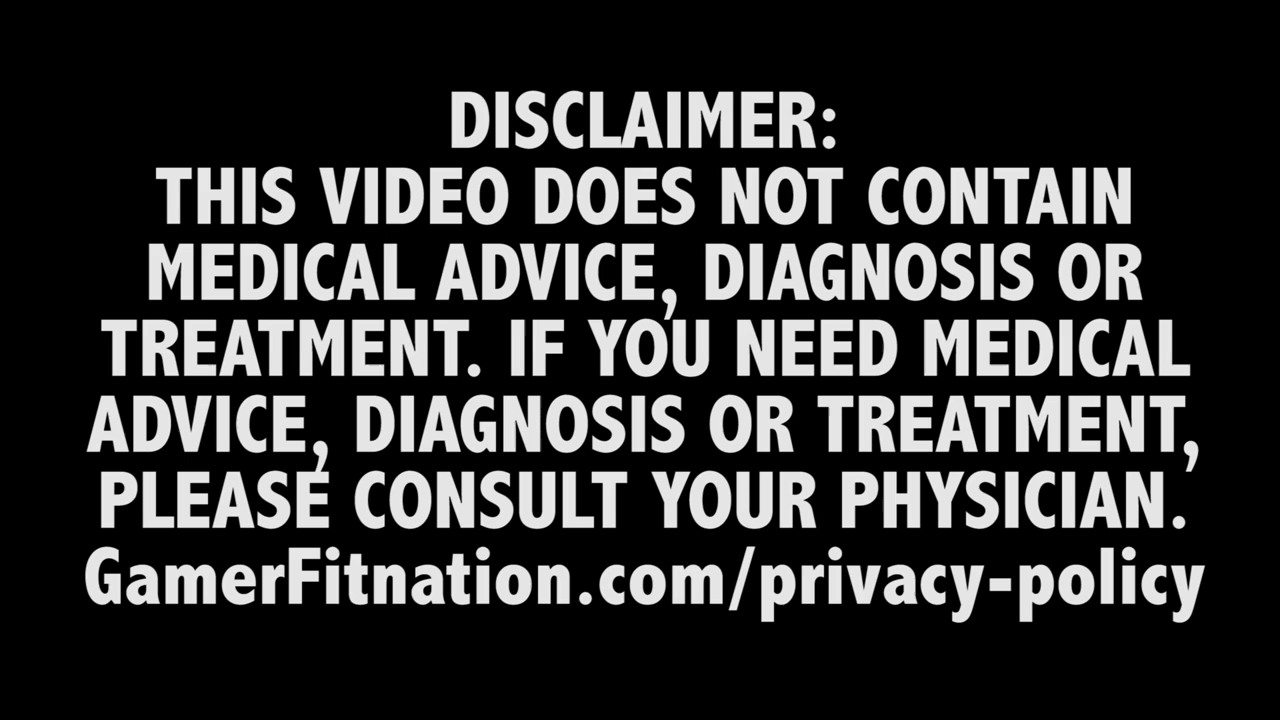 DISCLAIMER:
THIS VIDEO DOES NOT CONTAIN
MEDICAL ADVICE, DIAGNOSIS OR
TREATMENT. IF YOU NEED MEDICAL
ADVICE, DIAGNOSIS OR TREATMENT,
PLEASE CONSULT YOUR PHYSICIAN.
GamerFitnation.com/privacy-policy